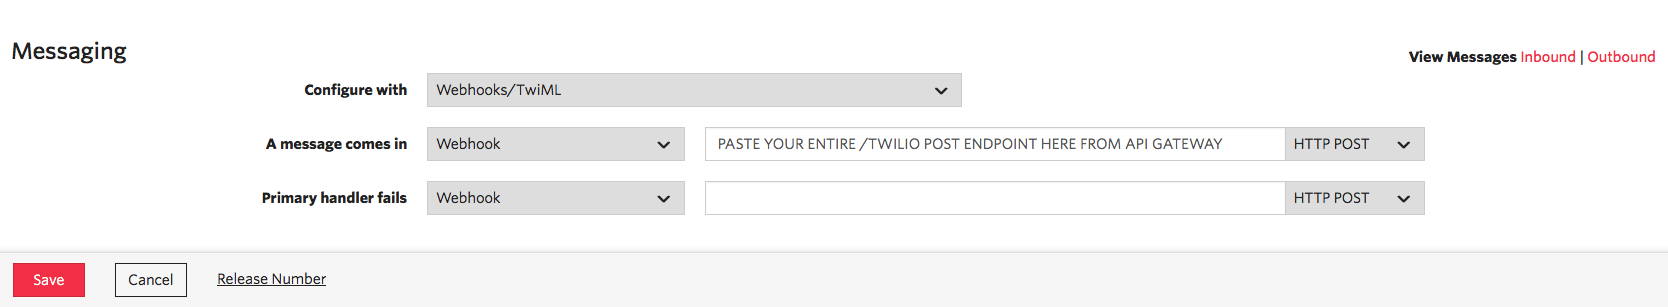 Messaging
View Messages Inbound | Outbound
Configure with Webhooks/TwiML
A message comes in Webhook PASTE YOUR ENTIRE /TWILIO POST ENDPOINT HERE FROM API GATEWAY HTTP POST
Primary handler fails Webhook HTTP POST
Save Cancel Release Number